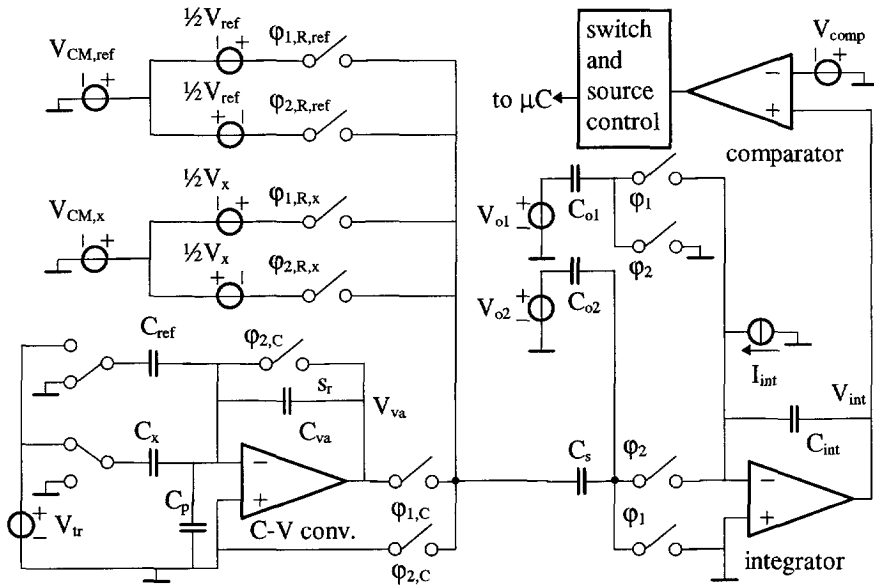 ½V_ref
φ_1,R,ref
V_CM,ref
½V_ref
φ_2,R,ref
switch
and
source
control
to μC
V_comp
comparator
½V_x
φ_1,R,x
V_CM,x
½V_x
φ_2,R,x
V_o1
C_o1
φ_1
φ_2
V_o2
C_o2
I_int
C_ref
φ_2,C
s_r
V_va
C_va
C_x
C_p
V_tr
C-V conv.
φ_1,C
φ_2,C
C_s
φ_2
φ_1
V_int
C_int
integrator